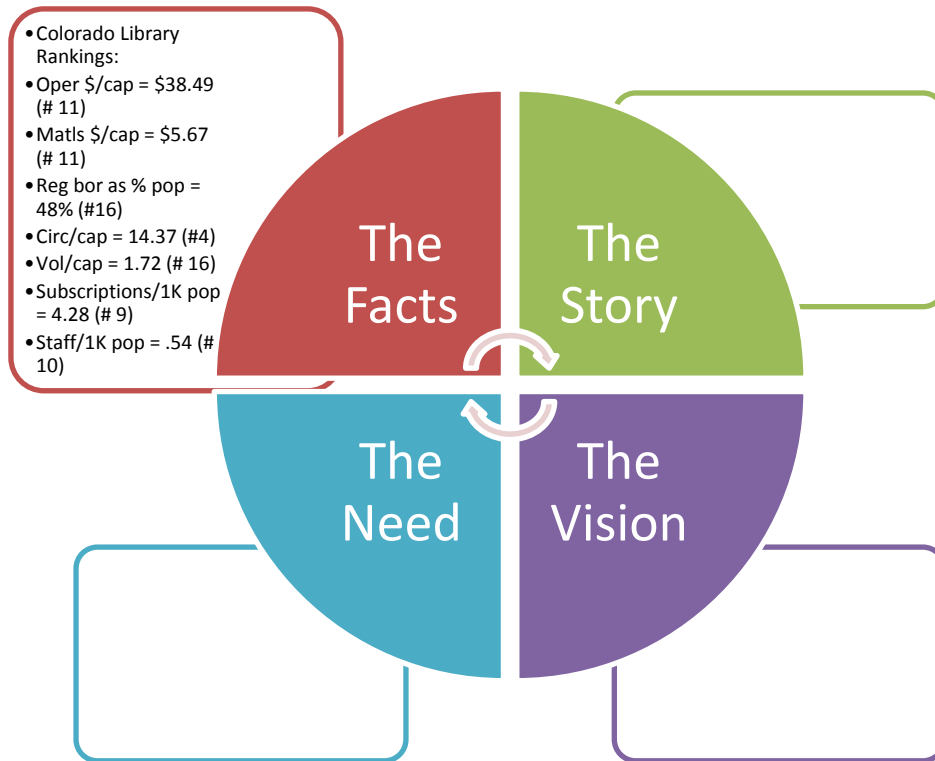 •Colorado Library
Rankings:
•Oper $/cap = $38.49
(# 11)
•Matls $/cap = $5.67
(# 11)
•Reg bor as % pop =
48% (#16)
•Circ/cap = 14.37 (#4)
•Vol/cap = 1.72 (# 16)
•Subscriptions/1K pop
= 4.28 (# 9)
•Staff/1K pop = .54 (#
10)
The
Facts
The
Story
The
Need
The
Vision